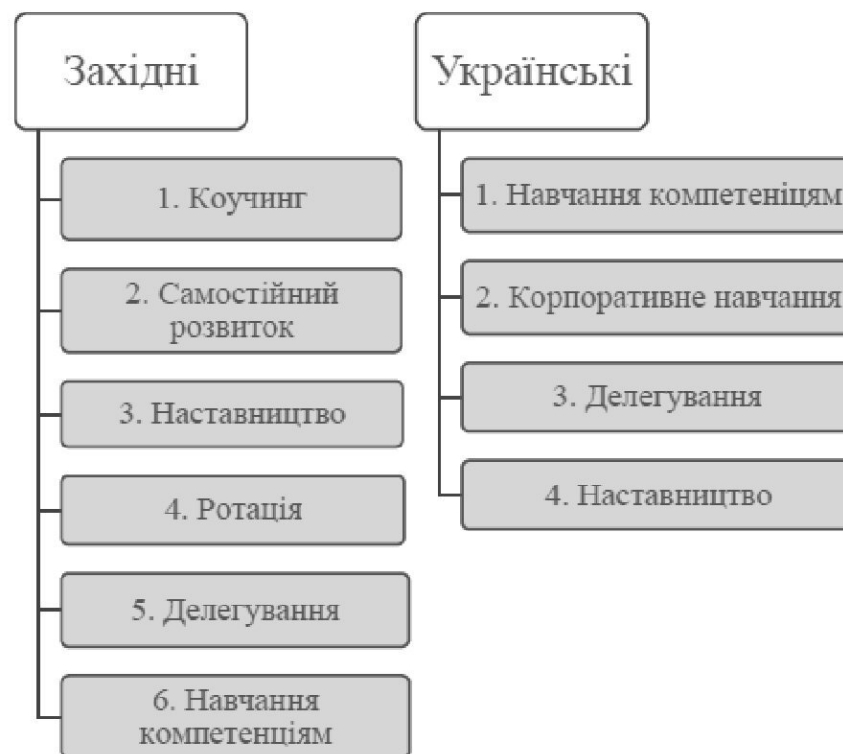 Західні
1. Коучинг
2. Самостійний
розвиток
3. Наставництво
4. Ротація
5. Делегування
6. Навчання
компетенціям
Українські
1. Навчання компетеніцям
2. Корпоративне навчання
3. Делегування
4. Наставництво